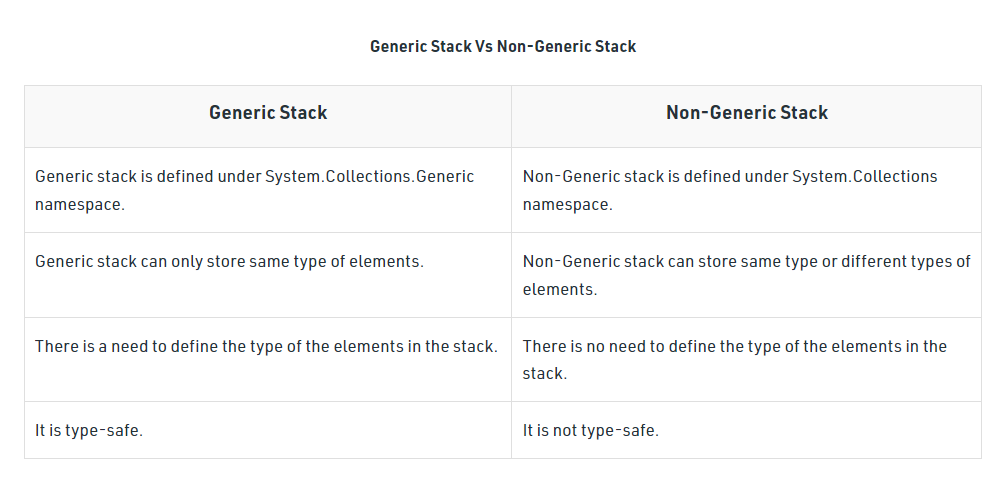 Generic Stack Vs Non-Generic Stack
Generic Stack
Non-Generic Stack
Generic stack is defined under System.Collections.Generic
namespace.
Non-Generic stack is defined under System.Collections
namespace.
Generic stack can only store same type of elements.
Non-Generic stack can store same type or different types of
elements.
There is a need to define the type of the elements in the stack.
There is no need to define the type of the elements in the
stack.
It is type-safe.
It is not type-safe.